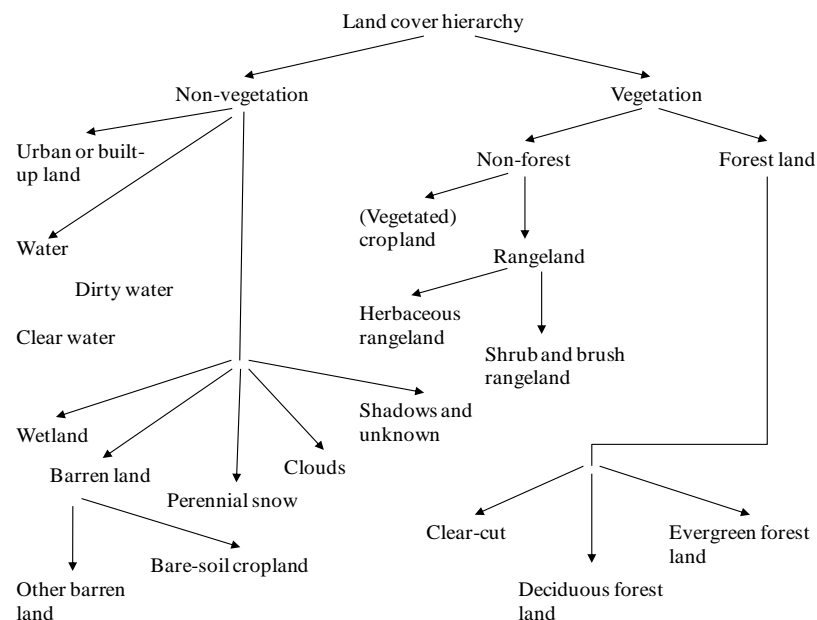 Land cover hierarchy
Non-vegetation
Vegetation
Urban or built-
up land
Non-forest
Forest land
(Vegetated)
cropland
Water
Rangeland
Dirty water
Herbaceous
rangeland
Clear water
Shrub and brush
rangeland
Shadows and
unknown
Wetland
Clouds
Barren land
Perennial snow
Clear-cut
Evergreen forest
land
Bare-soil cropland
Other barren
land
Deciduous forest
land